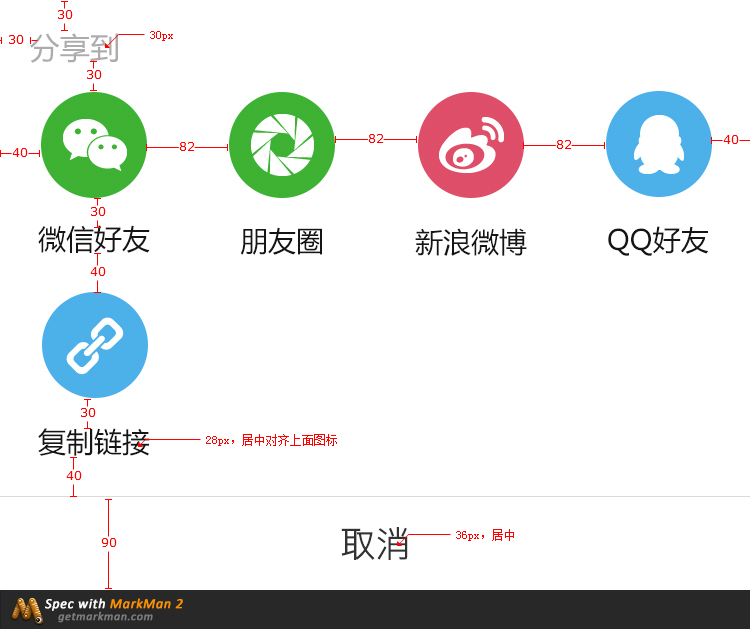 30
30
分享到
30px
30
40
82
82
82
40
30
微信好友
朋友圈
新浪微博
QQ好友
40
30
复制链接
28px，居中对齐上面图标
40
90
取消
36px，居中
Spec with MarkMan 2
getmarkman.com